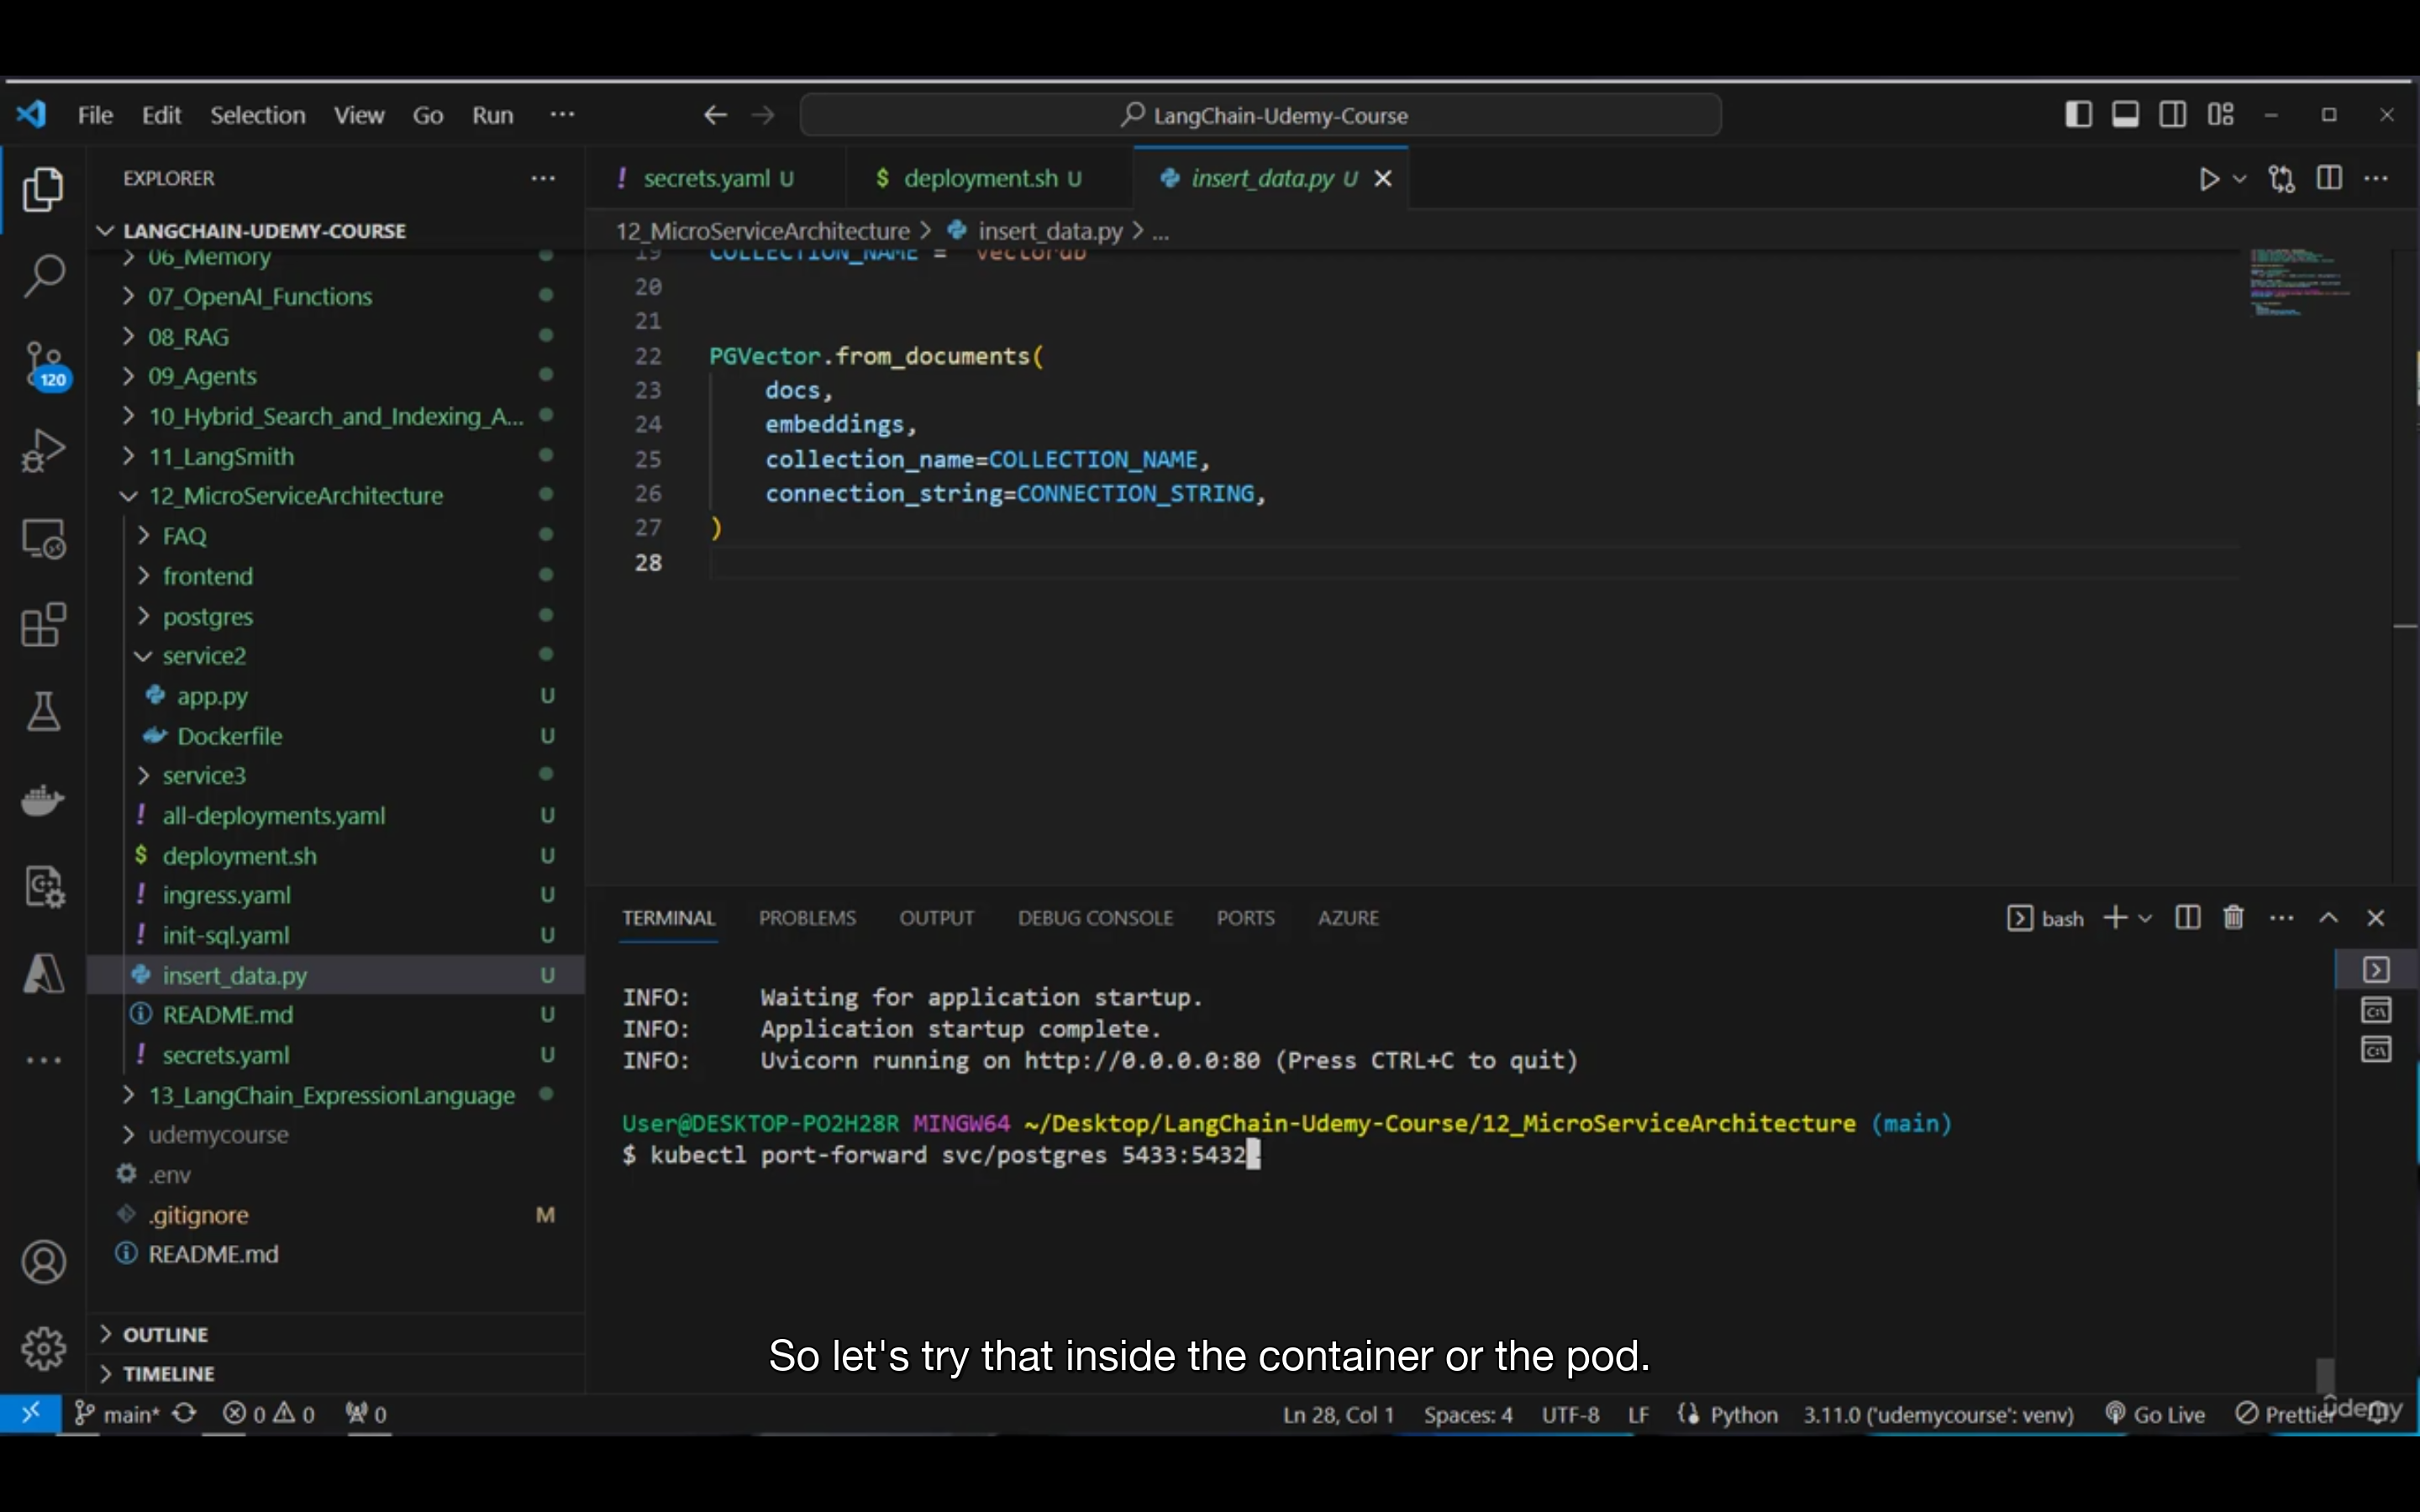 File Edit Selection View Go Run ···
LangChain-Udemy-Course
EXPLORER
LANGCHAIN-UDEMY-COURSE
06_Memory
07_OpenAI_Functions
08_RAG
09_Agents
10_Hybrid_Search_and_Indexing_A...
11_LangSmith
12_MicroServiceArchitecture
FAQ
frontend
postgres
service2
app.py U
Dockerfile U
service3
! all-deployments.yaml U
$ deployment.sh U
! ingress.yaml U
! init-sql.yaml U
insert_data.py U
README.md U
! secrets.yaml U
13_LangChain_ExpressionLanguage
udemycourse
.env
.gitignore M
README.md
OUTLINE
TIMELINE
120
! secrets.yaml U
$ deployment.sh U
insert_data.py U
12_MicroServiceArchitecture > insert_data.py > ...
19 COLLECTION_NAME = "vectordb"
20
21
22 PGVector.from_documents(
23 docs,
24 embeddings,
25 collection_name=COLLECTION_NAME,
26 connection_string=CONNECTION_STRING,
27 )
28
TERMINAL PROBLEMS OUTPUT DEBUG CONSOLE PORTS AZURE
bash
INFO: Waiting for application startup.
INFO: Application startup complete.
INFO: Uvicorn running on http://0.0.0.0:80 (Press CTRL+C to quit)
User@DESKTOP-PO2H28R MINGW64 ~/Desktop/LangChain-Udemy-Course/12_MicroServiceArchitecture (main)
$ kubectl port-forward svc/postgres 5433:5432
So let's try that inside the container or the pod.
main* 0 0 0
Ln 28, Col 1 Spaces: 4 UTF-8 LF Python 3.11.0 ('udemycourse': venv) Go Live Prettier
ûdemy